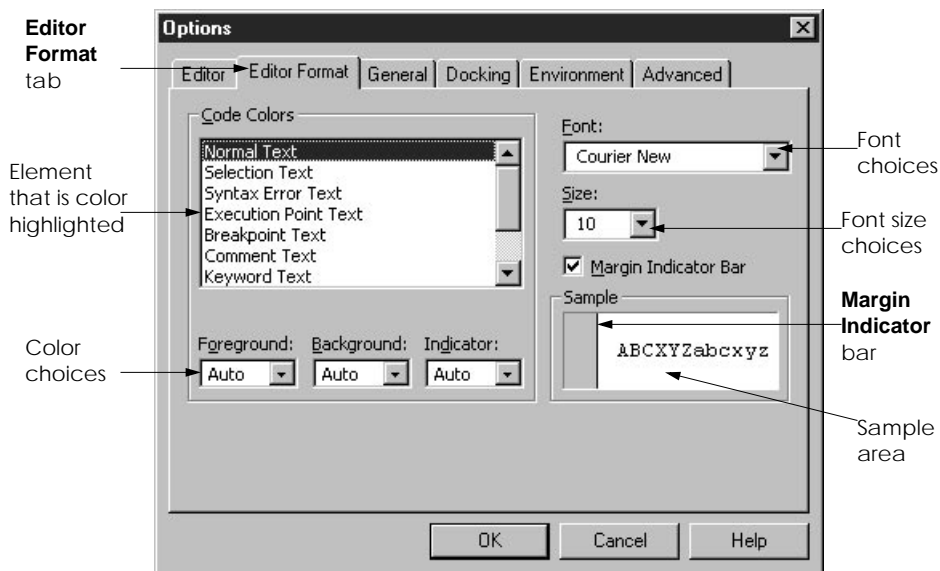 Editor
Format
tab
Element
that is color
highlighted
Color
choices
Options
Editor Editor Format General Docking Environment Advanced
Code Colors
Normal Text
Selection Text
Syntax Error Text
Execution Point Text
Breakpoint Text
Comment Text
Keyword Text
Foreground: Background: Indicator:
Auto Auto Auto
Font:
Courier New
Size:
10
Margin Indicator Bar
Sample
ABCXYZabcxyz
OK Cancel Help
Font
choices
Font size
choices
Margin
Indicator
bar
Sample
area